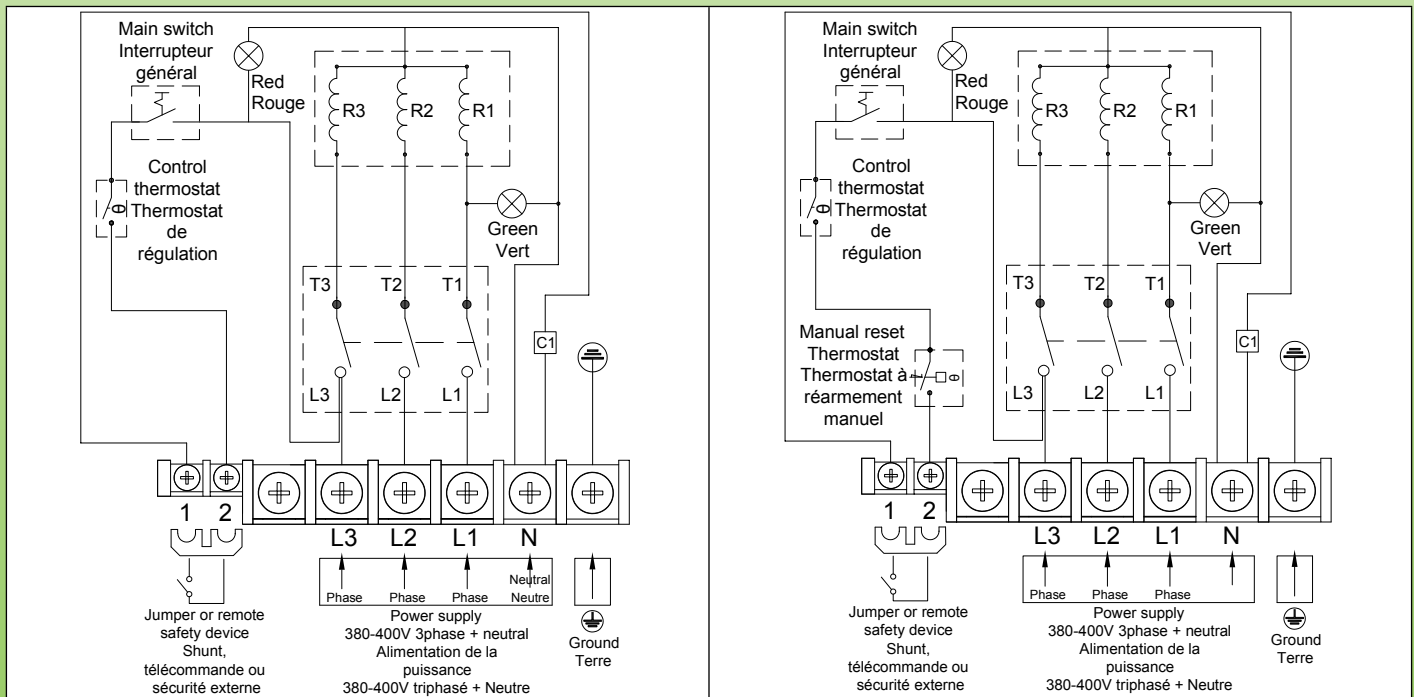 Main switch
Interrupteur
général
Red
Rouge
R3
R2
R1
Control
thermostat
Thermostat
de
régulation
θ
Green
Vert
T3
T2
T1
C1
L3
L2
L1
1
2
L3
L2
L1
N
Phase
Phase
Phase
Neutral
Neutre
Jumper or remote
safety device
Shunt,
télécommande ou
sécurité externe
Power supply
380-400V 3phase + neutral
Alimentation de la
puissance
380-400V triphasé + Neutre
Ground
Terre
Main switch
Interrupteur
général
Red
Rouge
R3
R2
R1
Control
thermostat
Thermostat
de
régulation
θ
Green
Vert
T3
T2
T1
C1
Manual reset
Thermostat
Thermostat à
réarmement
manuel
θ
L3
L2
L1
1
2
L3
L2
L1
N
Phase
Phase
Phase
Jumper or remote
safety device
Shunt,
télécommande ou
sécurité externe
Power supply
380-400V 3phase + neutral
Alimentation de la
puissance
380-400V triphasé + Neutre
Ground
Terre